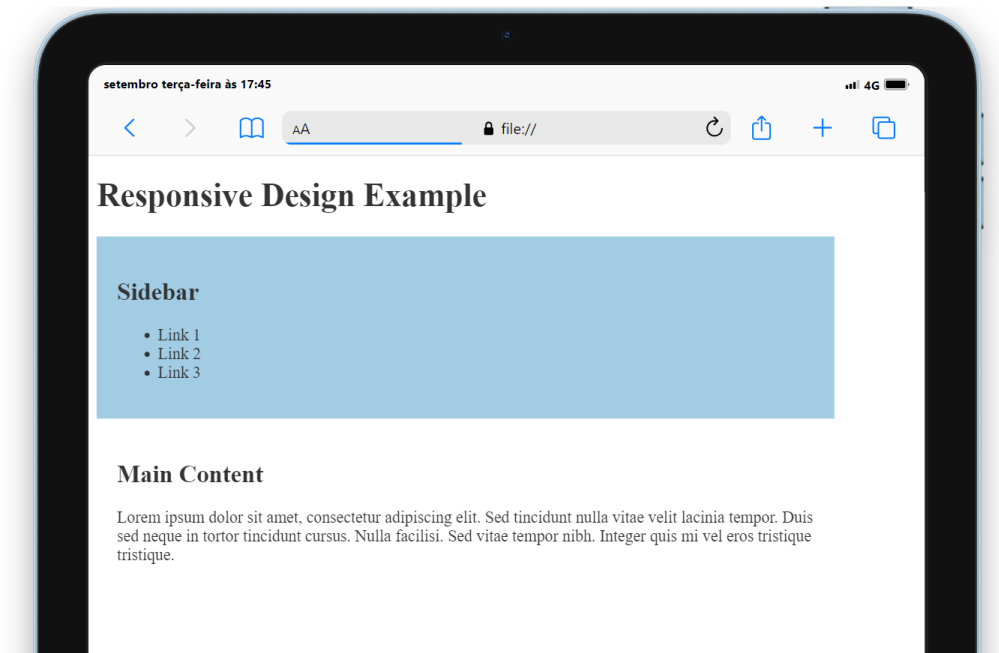 setembro terça-feira às 17:45
4G
AA
file://
Responsive Design Example
Sidebar
Link 1
Link 2
Link 3
Main Content
Lorem ipsum dolor sit amet, consectetur adipiscing elit. Sed tincidunt nulla vitae velit lacinia tempor. Duis
sed neque in tortor tincidunt cursus. Nulla facilisi. Sed vitae tempor nibh. Integer quis mi vel eros tristique
tristique.